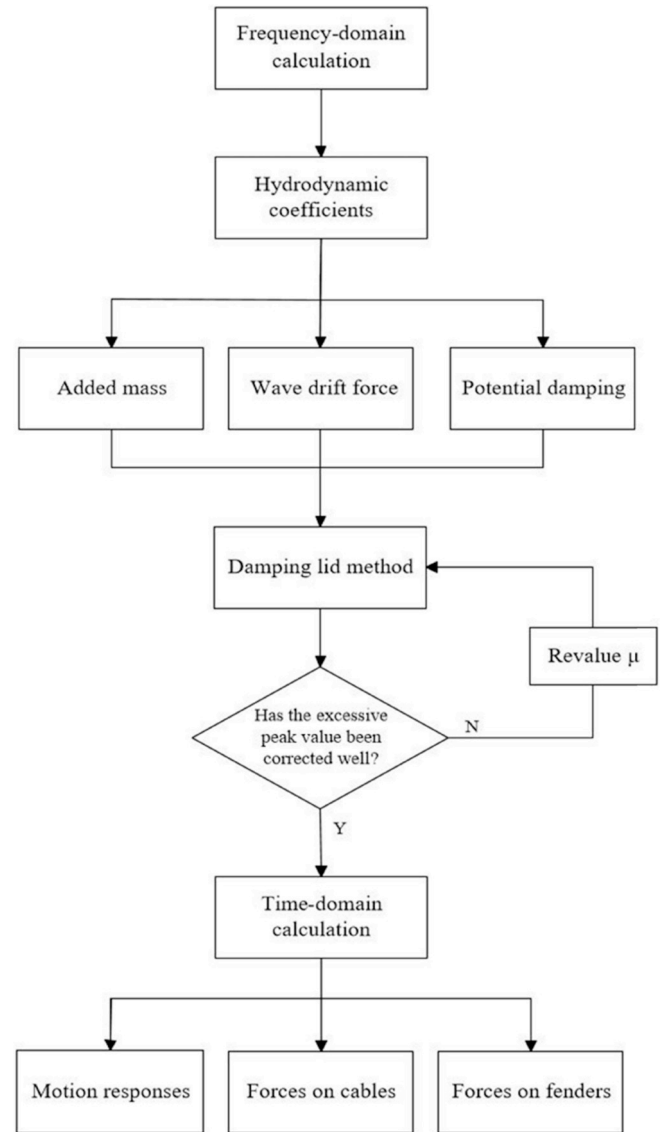 Frequency-domain
calculation
Hydrodynamic
coefficients
Added mass
Wave drift force
Potential damping
Damping lid method
Revalue μ
Has the excessive
peak value been
corrected well?
N
Y
Time-domain
calculation
Motion responses
Forces on cables
Forces on fenders